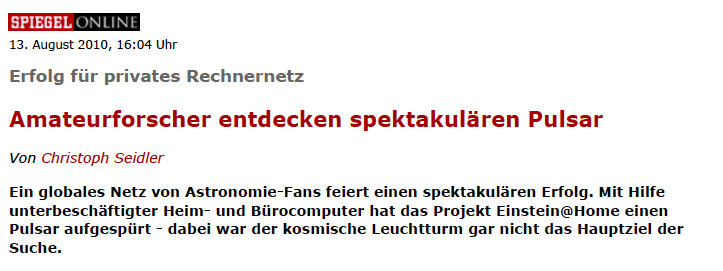 SPIEGEL ONLINE
13. August 2010, 16:04 Uhr
Erfolg für privates Rechnernetz
Amateurforscher entdecken spektakulären Pulsar
Von Christoph Seidler
Ein globales Netz von Astronomie-Fans feiert einen spektakulären Erfolg. Mit Hilfe
unterbeschäftigter Heim- und Bürocomputer hat das Projekt Einstein@Home einen
Pulsar aufgespürt - dabei war der kosmische Leuchtturm gar nicht das Hauptziel der
Suche.